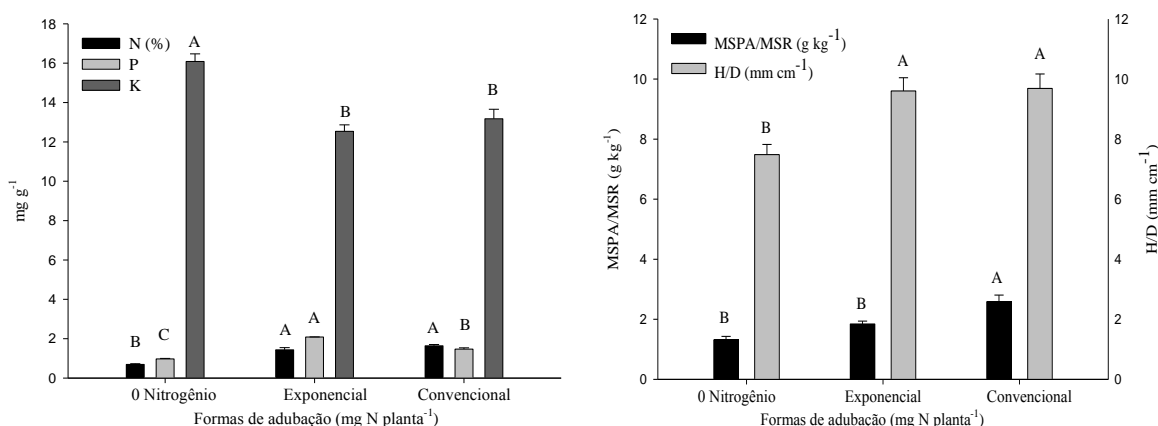 18
16
14
12
10
8
6
4
2
0
mg g-1
N (%)
P
K
A
B
B
B
C
A
A
A
B
0 Nitrogênio
Exponencial
Convencional
Formas de adubação (mg N planta-1)
12
10
8
6
4
2
0
MSPA/MSR (g kg-1)
MSPA/MSR (g kg-1)
H/D (mm cm-1)
B
A
A
B
B
A
12
10
8
6
4
2
0
H/D (mm cm-1)
0 Nitrogênio
Exponencial
Convencional
Formas de adubação (mg N planta-1)